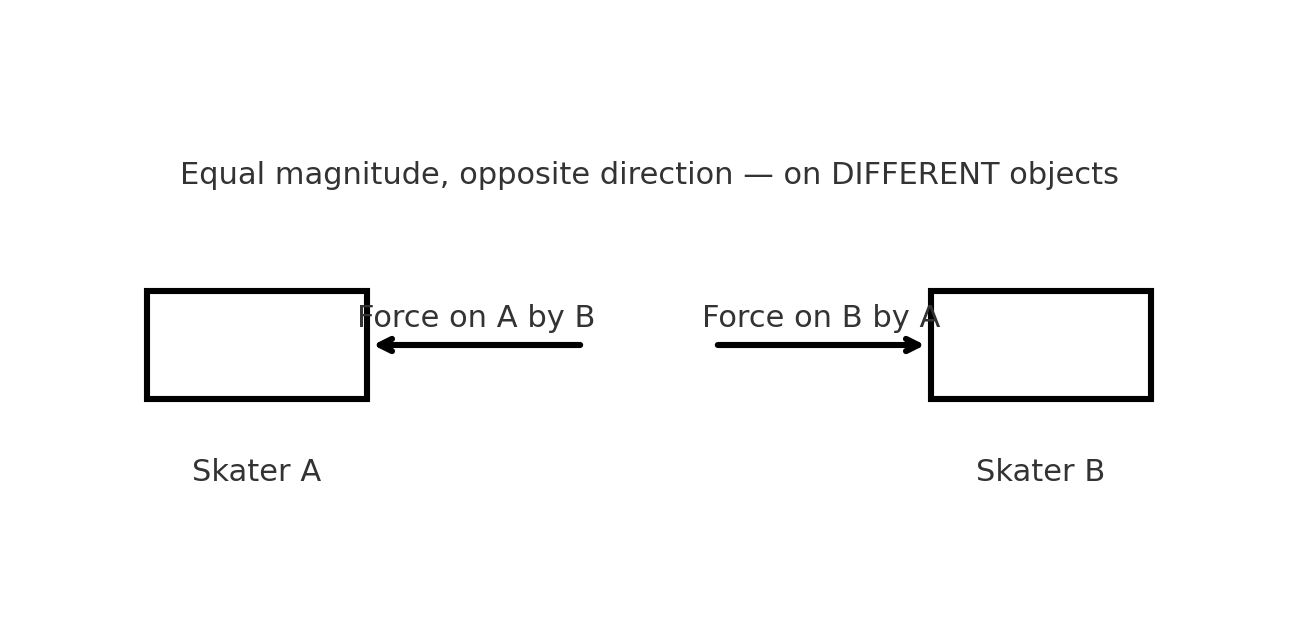 Equal magnitude, opposite direction — on DIFFERENT objects
Force on A by B
Force on B by A
Skater A
Skater B